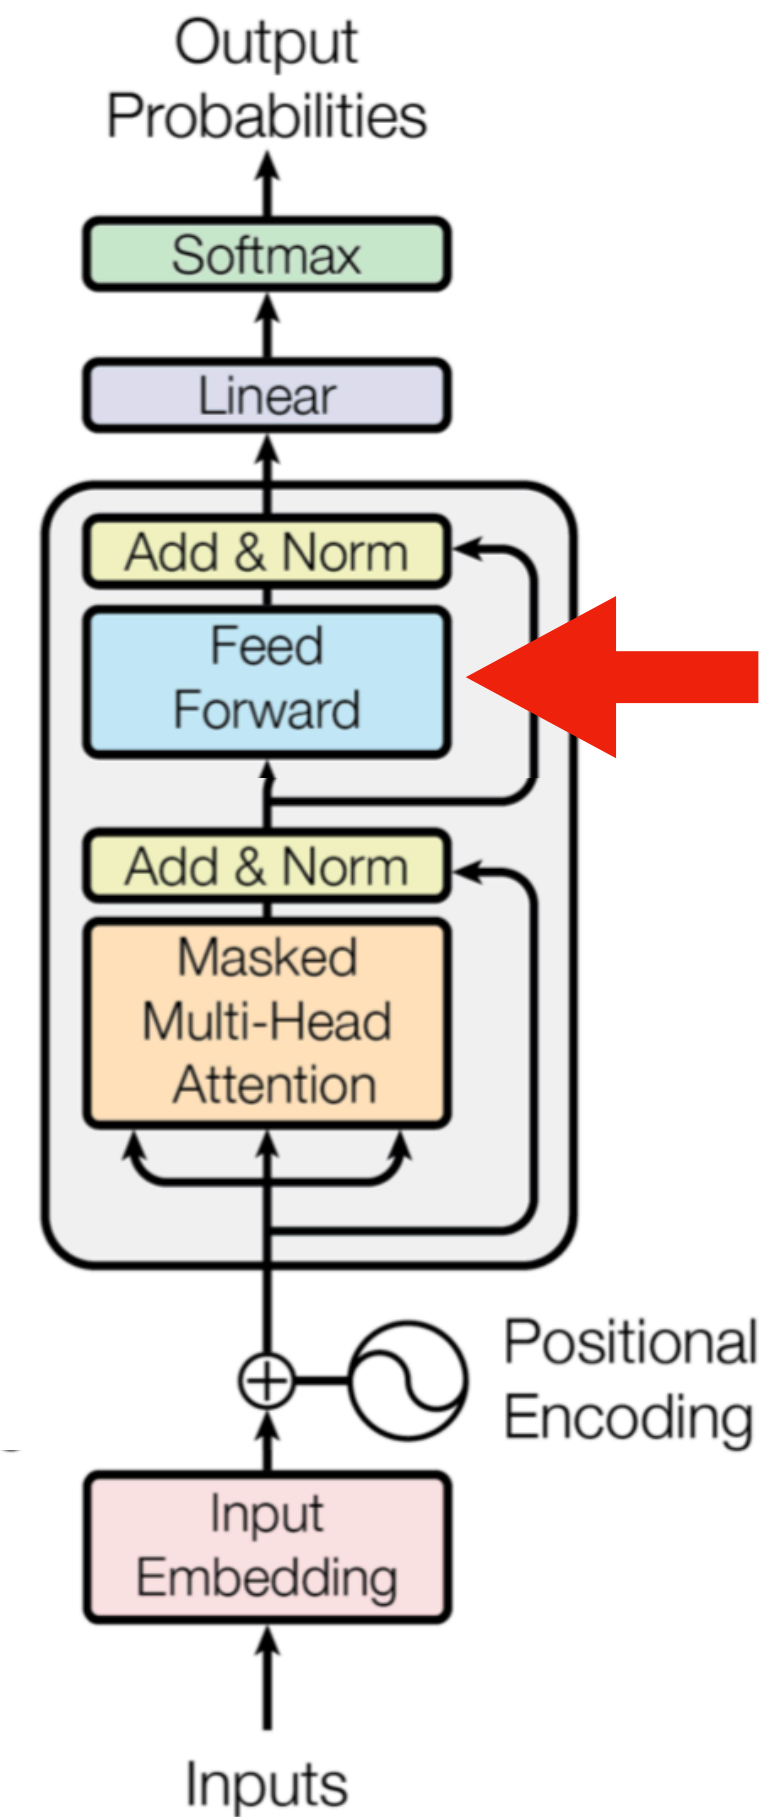 Output
Probabilities
Softmax
Linear
Add & Norm
Feed
Forward
Add & Norm
Masked
Multi-Head
Attention
Positional
Encoding
Input
Embedding
Inputs